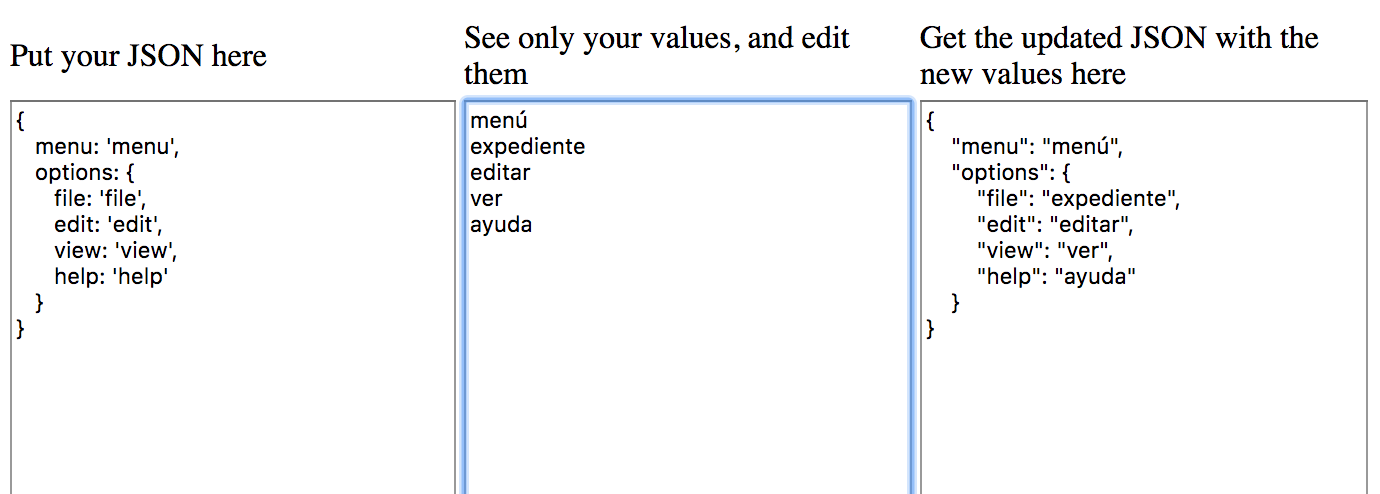 Put your JSON here
{
menu: 'menu',
options: {
file: 'file',
edit: 'edit',
view: 'view',
help: 'help'
}
}
See only your values, and edit
them
menú
expediente
editar
ver
ayuda
Get the updated JSON with the
new values here
{
"menu": "menú",
"options": {
"file": "expediente",
"edit": "editar",
"view": "ver",
"help": "ayuda"
}
}